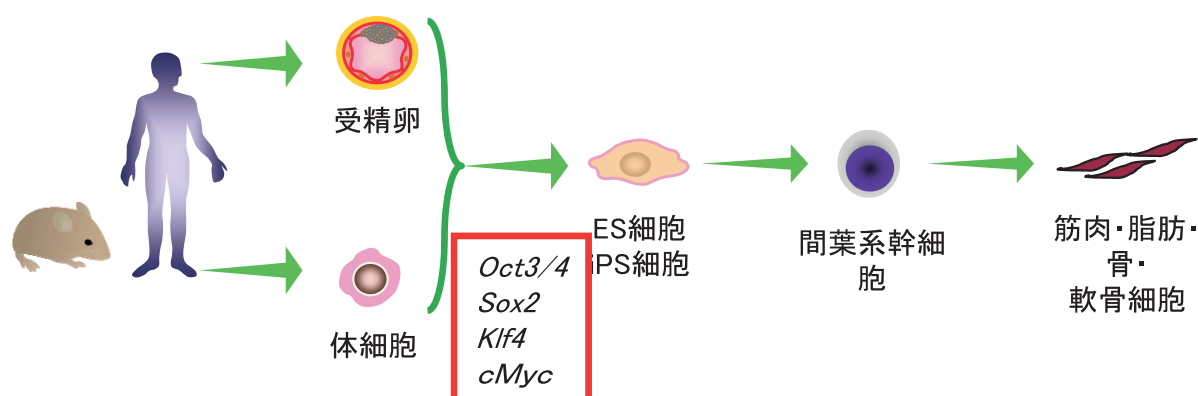 受精卵
体細胞
Oct3/4
Sox2
Klf4
cMyc
ES細胞
iPS細胞
間葉系幹細
胞
筋肉・脂肪・
骨・
軟骨細胞